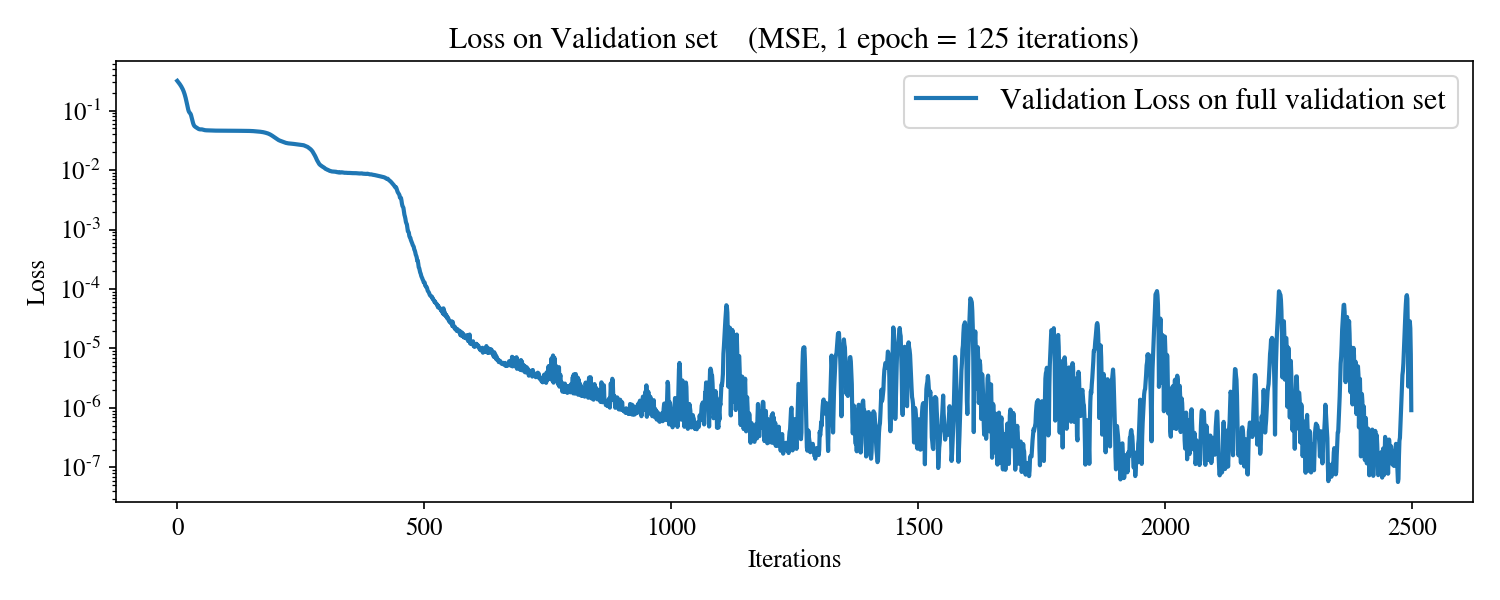 Loss on Validation set (MSE, 1 epoch = 125 iterations)
Validation Loss on full validation set
Loss
10^-1
10^-2
10^-3
10^-4
10^-5
10^-6
10^-7
0 500 1000 1500 2000 2500
Iterations